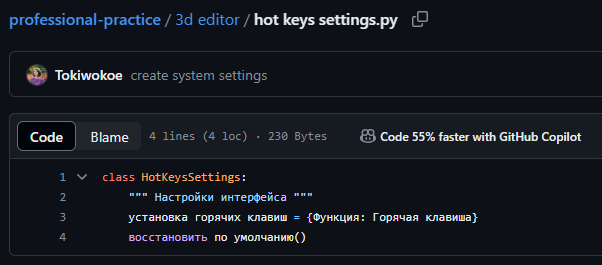 professional-practice / 3d editor / hot keys settings.py
Tokiwokoe create system settings
Code Blame 4 lines (4 loc) · 230 Bytes Code 55% faster with GitHub Copilot
1 class HotKeysSettings:
2 """ Настройки интерфейса """
3 установка горячих клавиш = {Функция: Горячая клавиша}
4 восстановить по умолчанию()